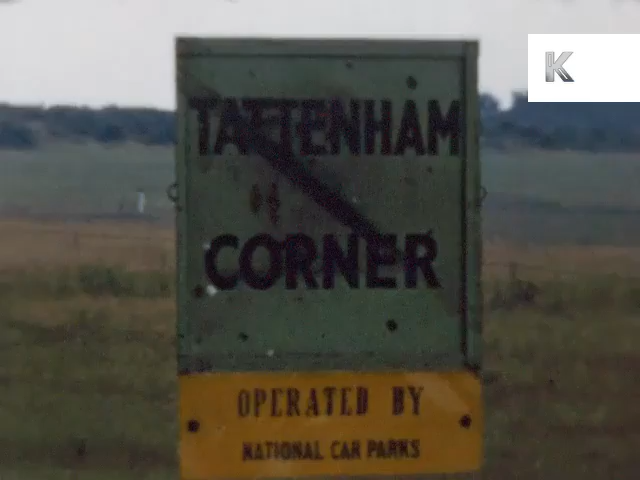 K
TATTENHAM
CORNER
OPERATED BY
NATIONAL CAR PARKS